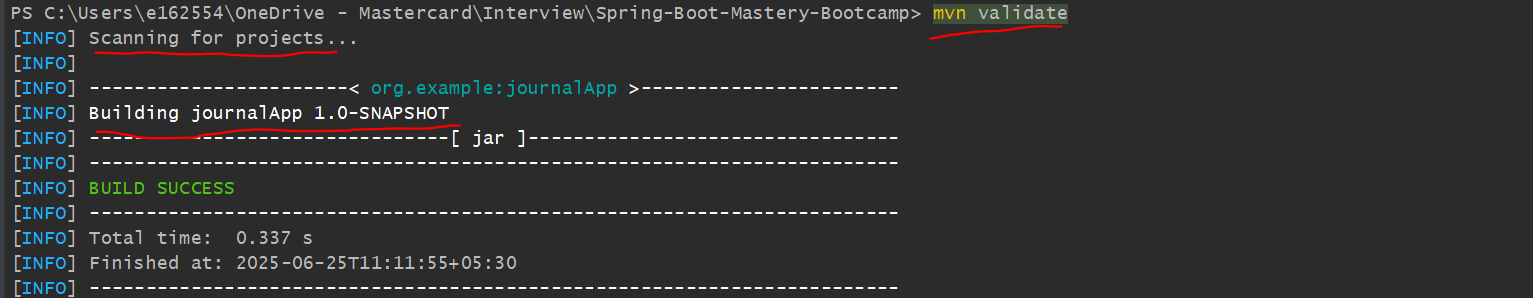 PS C:\Users\e162554\OneDrive - Mastercard\Interview\Spring-Boot-Mastery-Bootcamp> mvn validate
[INFO] Scanning for projects...
[INFO]
[INFO] -----------------------< org.example:journalApp >-----------------------
[INFO] Building journalApp 1.0-SNAPSHOT
[INFO] --------------------------------[ jar ]---------------------------------
[INFO] ------------------------------------------------------------------------
[INFO] BUILD SUCCESS
[INFO] ------------------------------------------------------------------------
[INFO] Total time:  0.337 s
[INFO] Finished at: 2025-06-25T11:11:55+05:30
[INFO] ------------------------------------------------------------------------